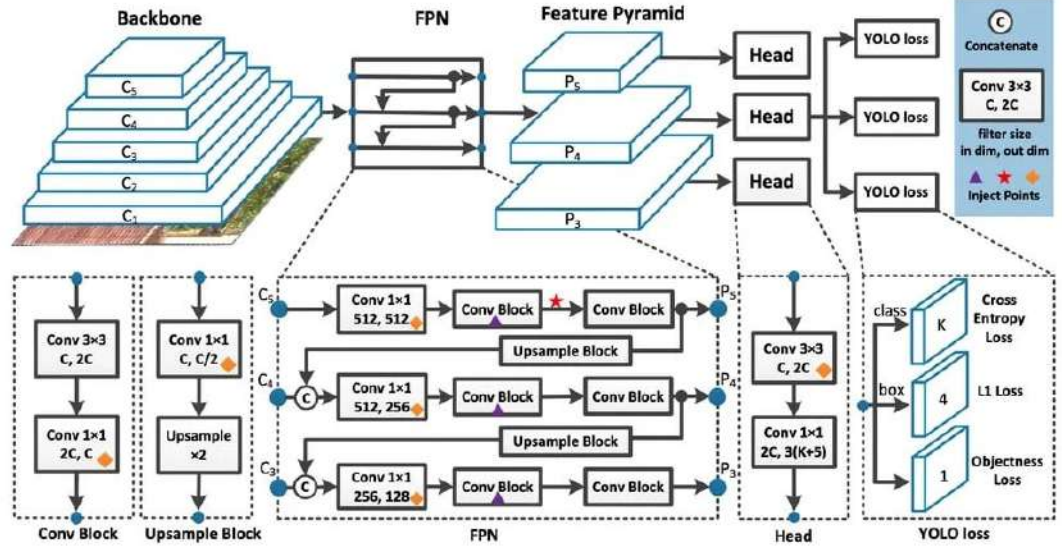 Backbone
FPN
Feature Pyramid
C5
C4
C3
C2
C1
P5
P4
P3
Head
Head
Head
YOLO loss
YOLO loss
YOLO loss
C
Concatenate
Conv 3×3
C, 2C
filter size
in dim, out dim
Inject Points
Conv 3×3
C, 2C
Conv 1×1
2C, C
Conv Block
Conv 1×1
C, C/2
Upsample
×2
Upsample Block
C5
Conv 1×1
512, 512
Conv Block
Conv Block
P5
Upsample Block
C4
C
Conv 1×1
512, 256
Conv Block
Conv Block
P4
Upsample Block
C3
C
Conv 1×1
256, 128
Conv Block
Conv Block
P3
FPN
Conv 3×3
C, 2C
Conv 1×1
2C, 3(K+5)
Head
class
K
Cross
Entropy
Loss
box
4
L1 Loss
1
Objectness
Loss
YOLO loss